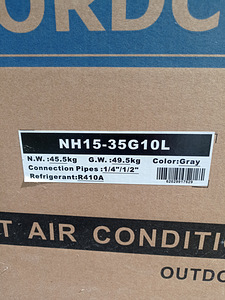 NH15-35G10L
N.W.:45.5kg G.W.:49.5kg Color:Gray
Connection Pipes:1/4"/1/2"
Refrigerant:R410A
T AIR CONDITI
OUTDO